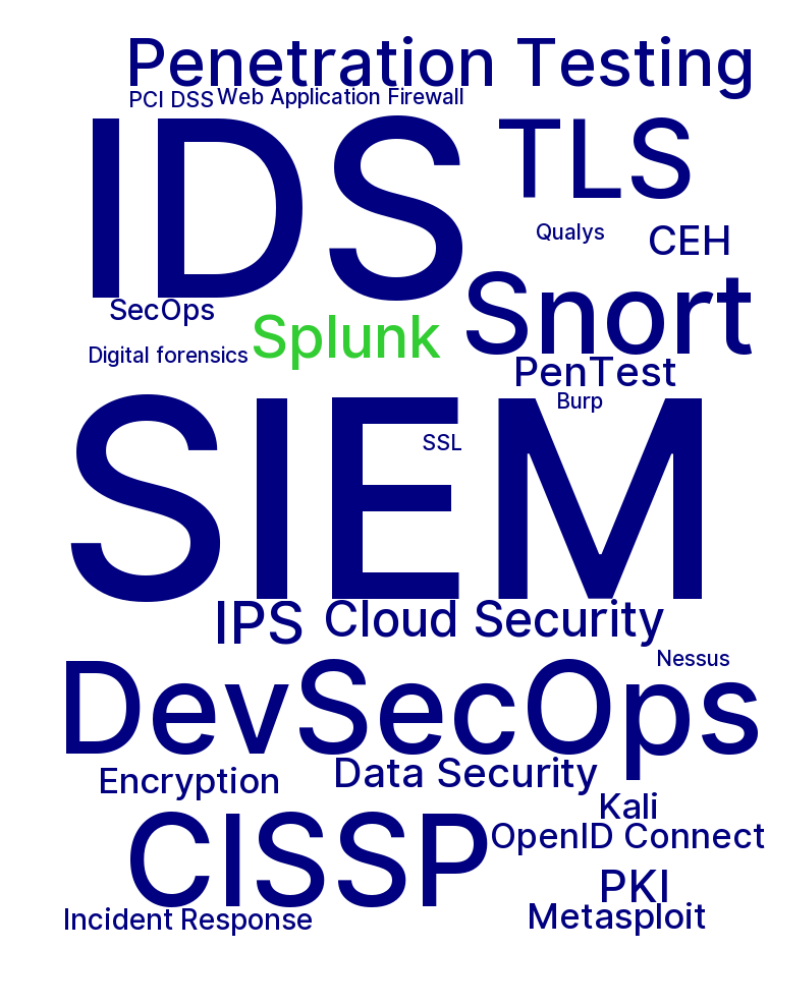 Penetration Testing
PCI DSS
Web Application Firewall
IDS
TLS
Qualys
CEH
Snort
SecOps
Splunk
Digital forensics
PenTest
Burp
SIEM
SSL
IPS
Cloud Security
Nessus
DevSecOps
Data Security
Encryption
Kali
CISSP
OpenID Connect
PKI
Incident Response
Metasploit